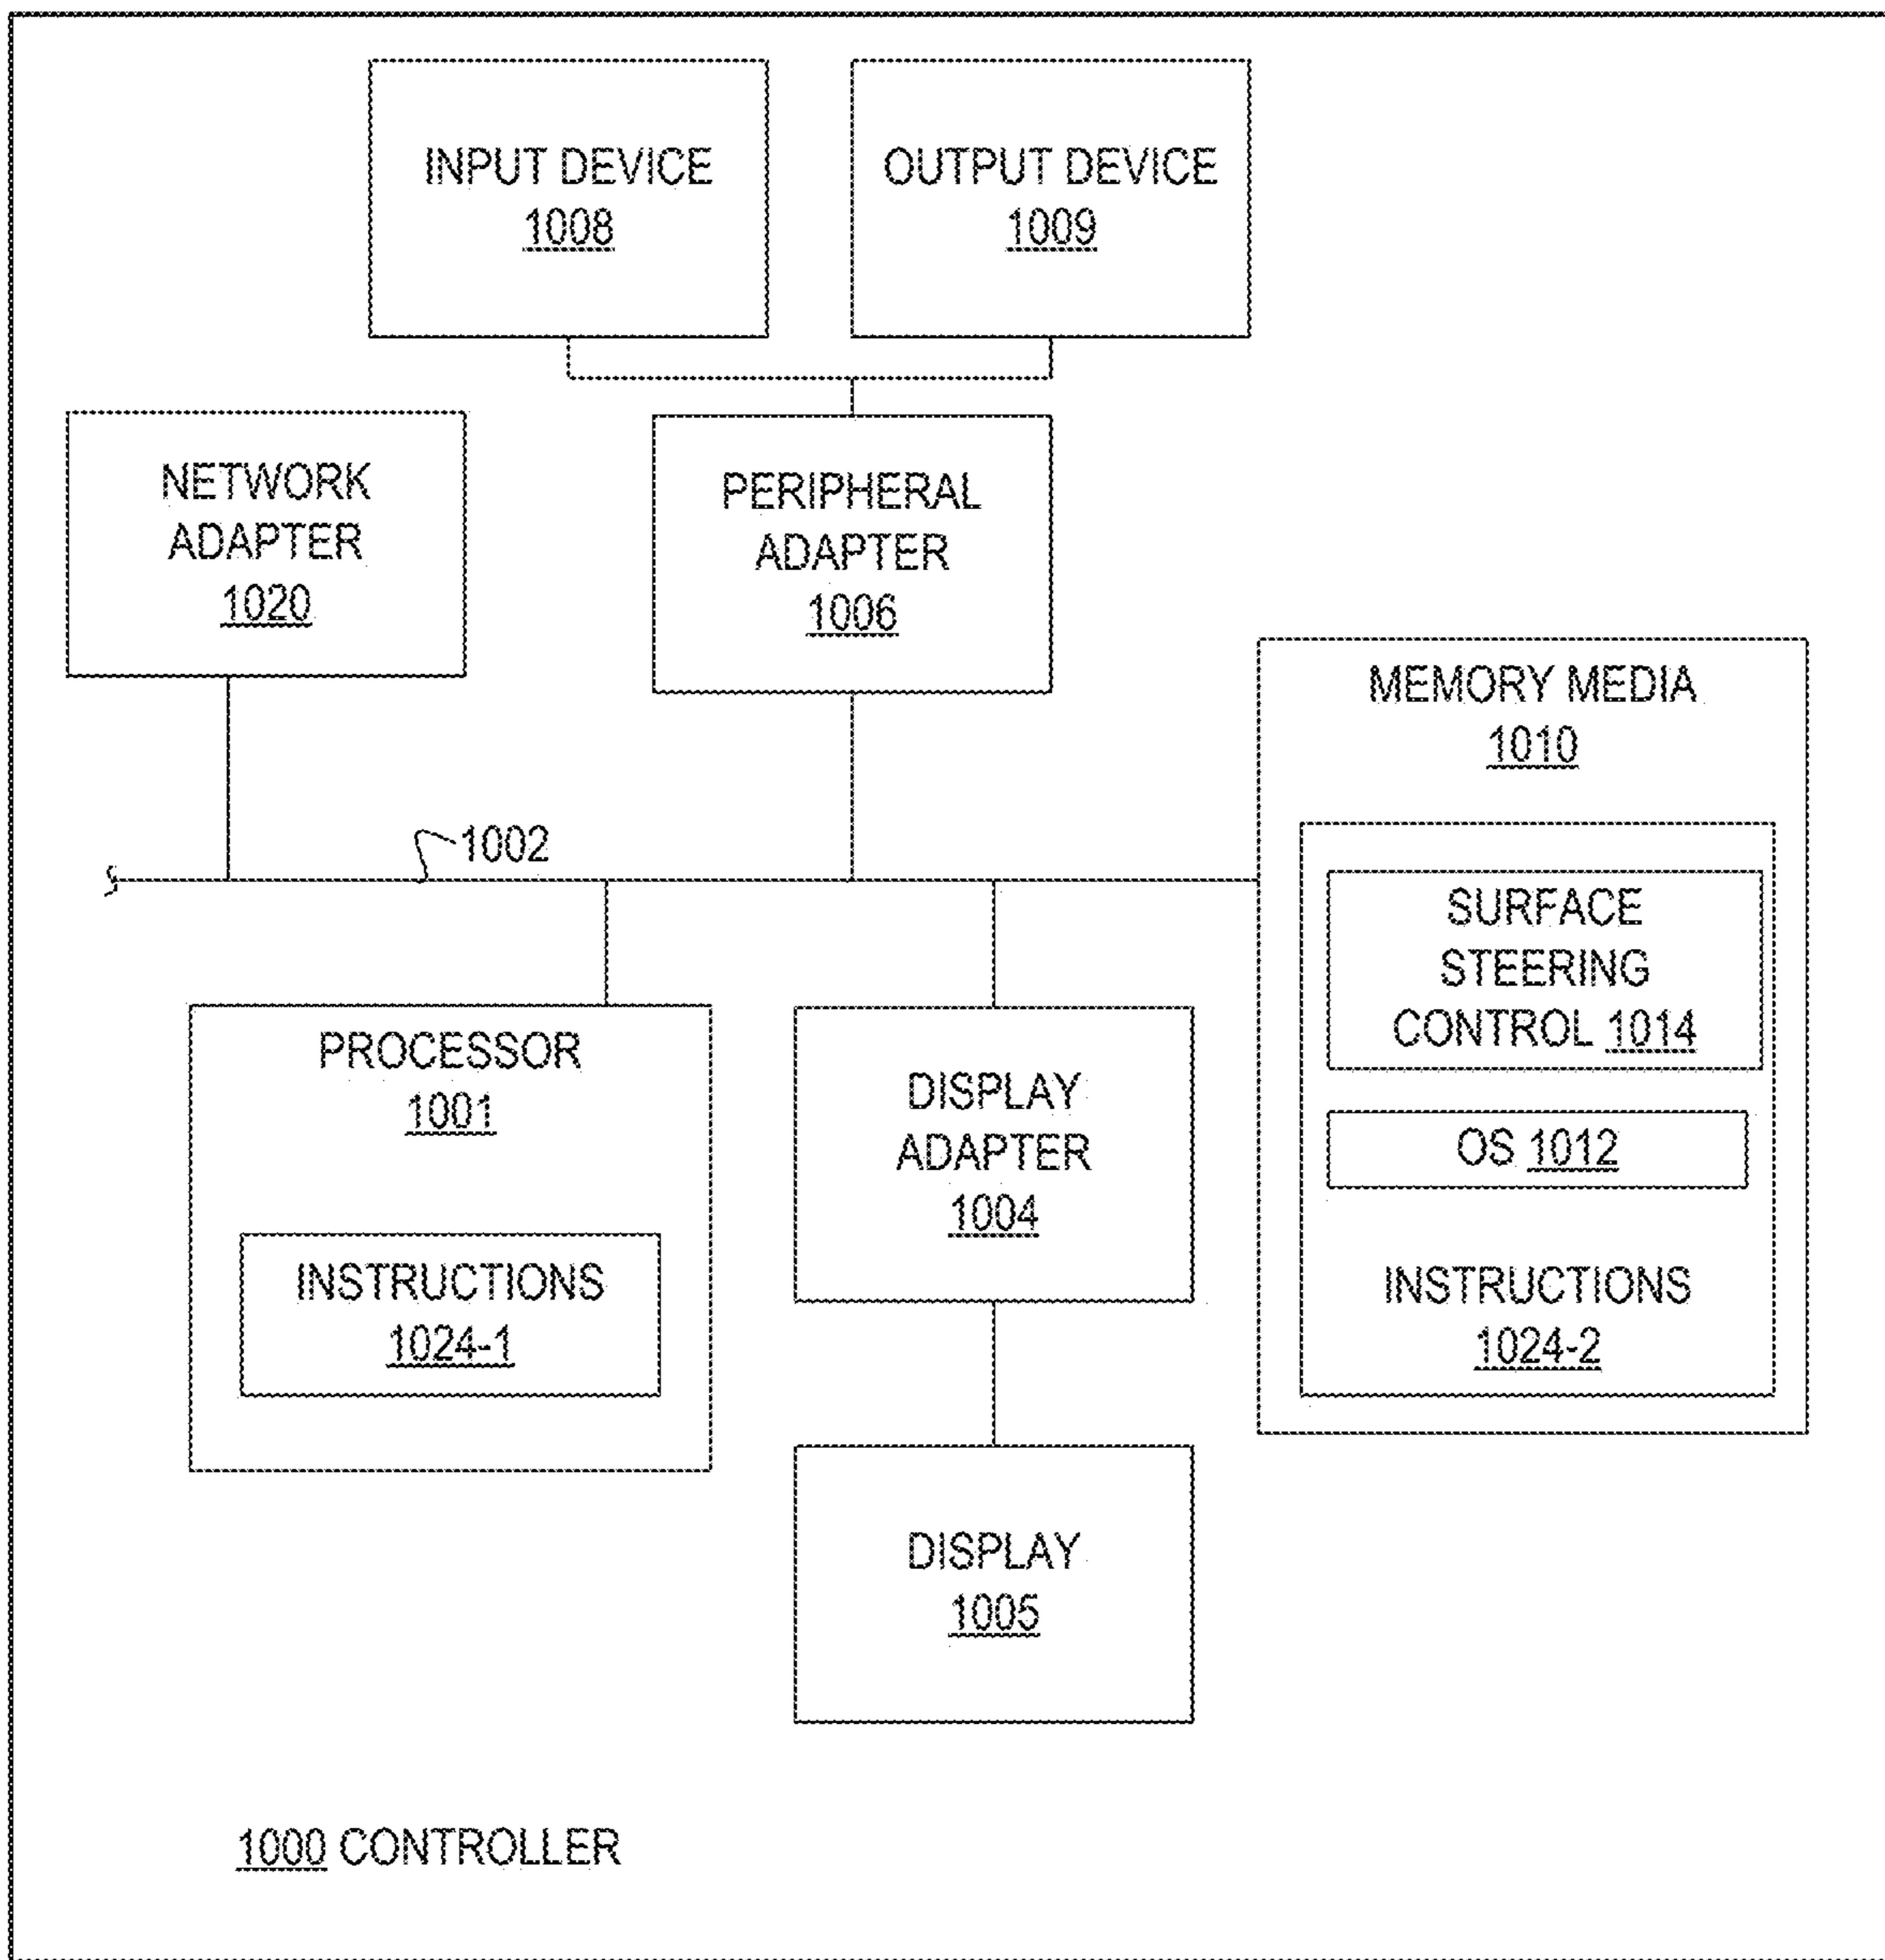 INPUT DEVICE
1008
OUTPUT DEVICE
1009
NETWORK
ADAPTER
1020
PERIPHERAL
ADAPTER
1006
MEMORY MEDIA
1010
1002
SURFACE
STEERING
CONTROL 1014
OS 1012
INSTRUCTIONS
1024-2
PROCESSOR
1001
INSTRUCTIONS
1024-1
DISPLAY
ADAPTER
1004
DISPLAY
1005
1000 CONTROLLER